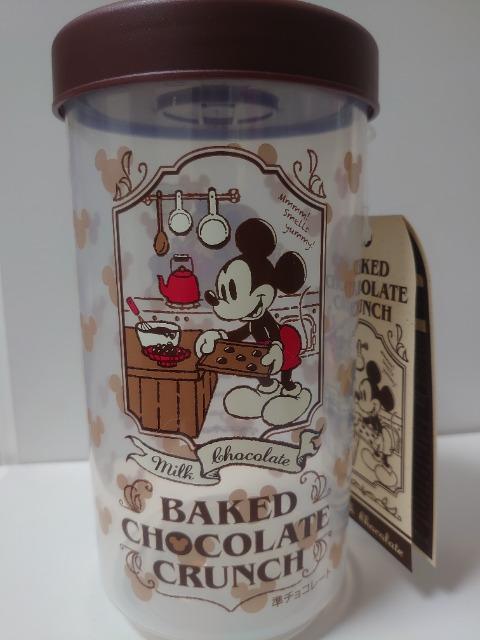 Mmmm!
Smells
yummy!
Milk Chocolate
BAKED
CHOCOLATE
CRUNCH
準チョコレート
BAKED
CHOCOLATE
CRUNCH
Chocolate